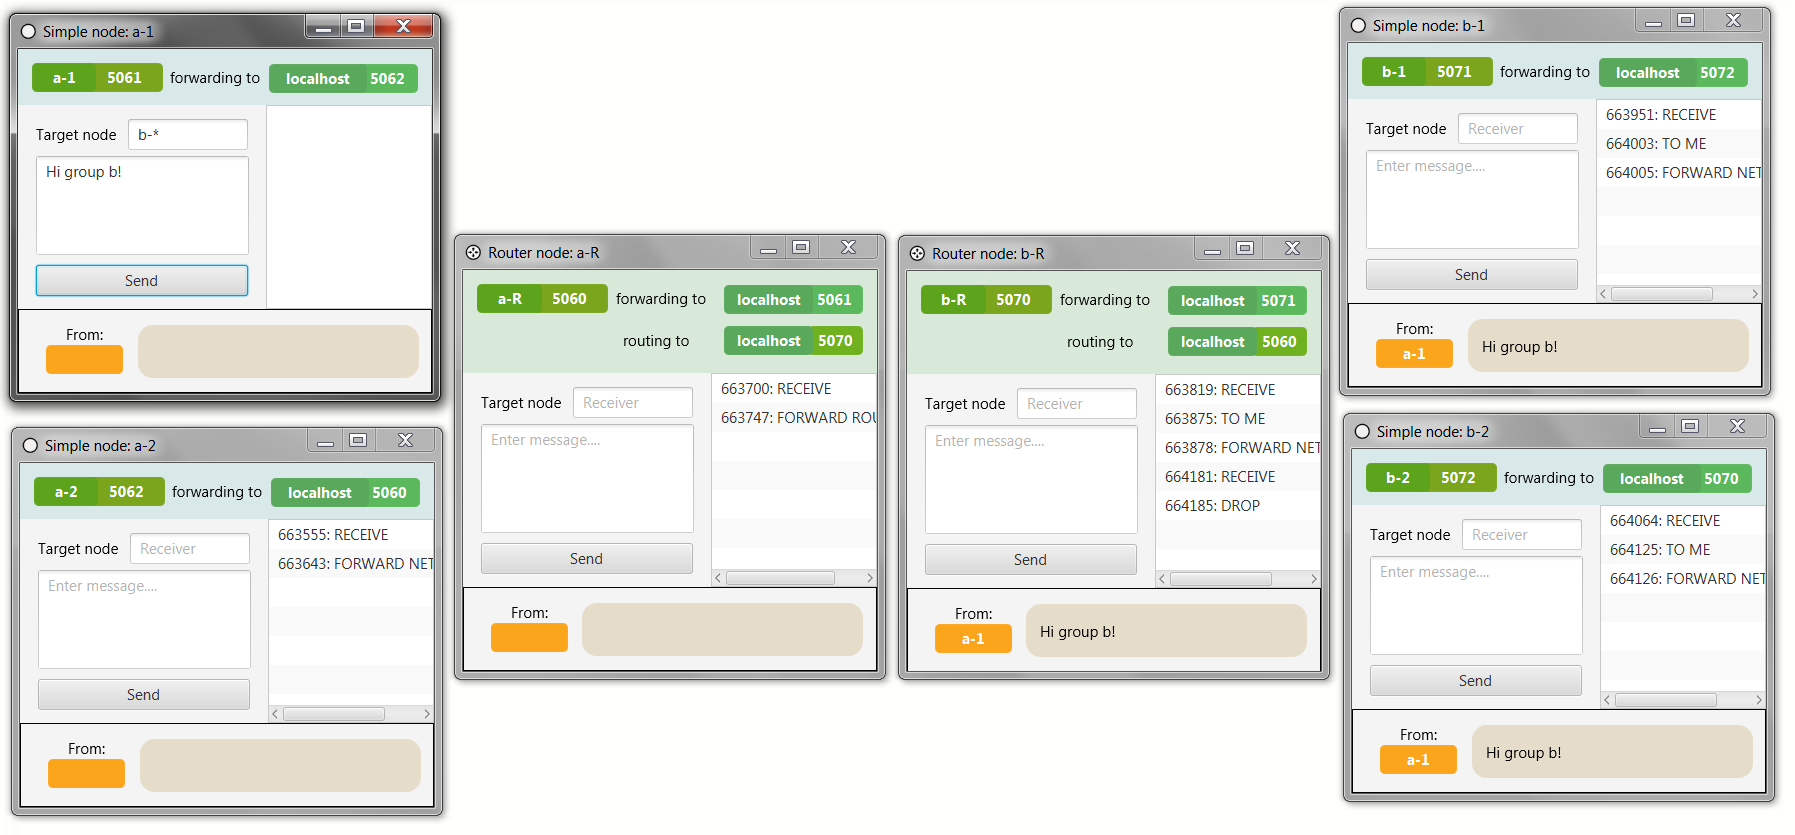 Simple node: a-1
a-1 5061 forwarding to localhost 5062
Target node b-*
Hi group b!
Send
From:
Simple node: a-2
a-2 5062 forwarding to localhost 5060
Target node Receiver
Enter message....
Send
663555: RECEIVE
663643: FORWARD NET
From:
Router node: a-R
a-R 5060 forwarding to localhost 5061
routing to localhost 5070
Target node Receiver
Enter message....
Send
663700: RECEIVE
663747: FORWARD ROU
From:
Router node: b-R
b-R 5070 forwarding to localhost 5071
routing to localhost 5060
Target node Receiver
Enter message....
Send
663819: RECEIVE
663875: TO ME
663878: FORWARD NET
664181: RECEIVE
664185: DROP
From:
a-1
Hi group b!
Simple node: b-1
b-1 5071 forwarding to localhost 5072
Target node Receiver
Enter message....
Send
663951: RECEIVE
664003: TO ME
664005: FORWARD NET
From:
a-1
Hi group b!
Simple node: b-2
b-2 5072 forwarding to localhost 5070
Target node Receiver
Enter message....
Send
664064: RECEIVE
664125: TO ME
664126: FORWARD NET
From:
a-1
Hi group b!